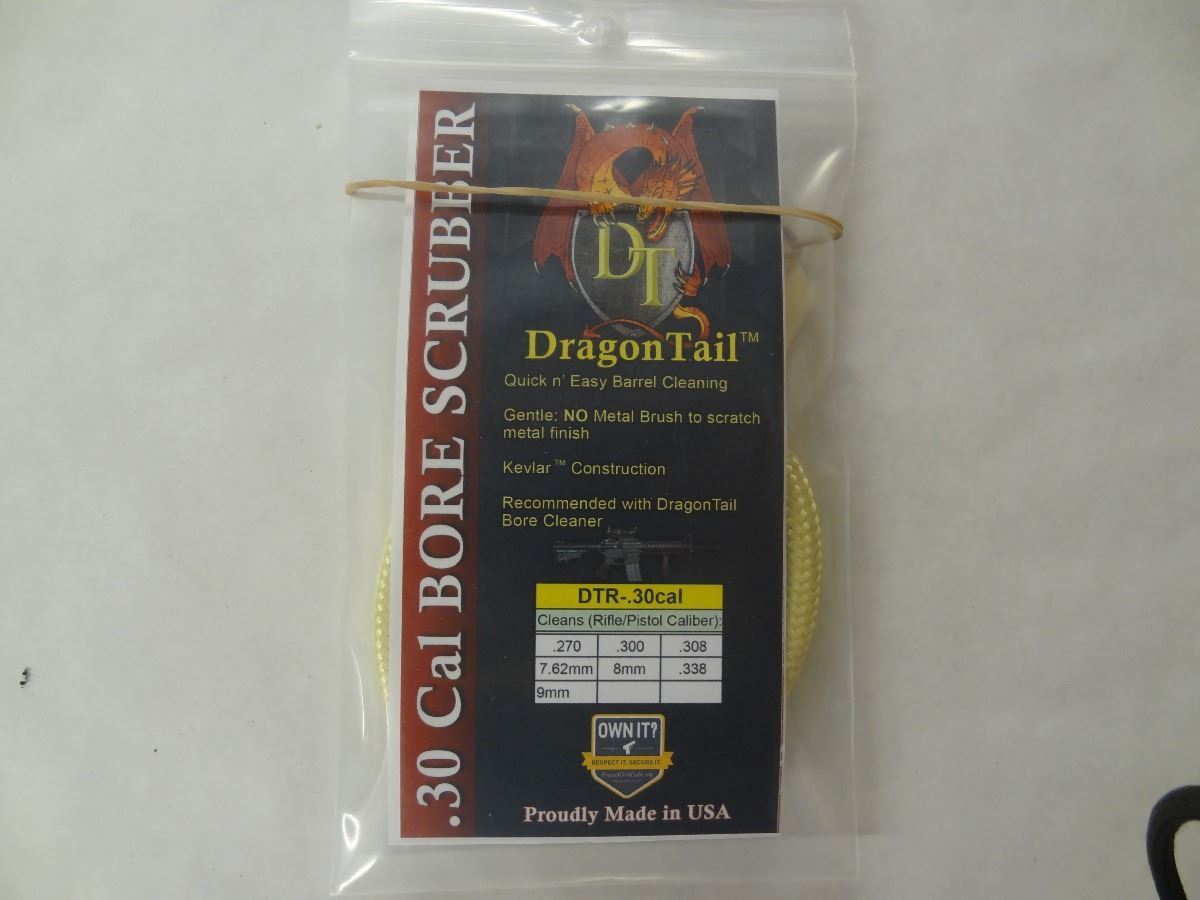 .30 Cal BORE SCRUBBER
DT
DragonTail™
Quick n' Easy Barrel Cleaning
Gentle: NO Metal Brush to scratch
metal finish
Kevlar™ Construction
Recommended with DragonTail
Bore Cleaner
DTR-.30cal
Cleans (Rifle/Pistol Caliber):
.270 .300 .308
7.62mm 8mm .338
9mm
OWN IT?
RESPECT IT. SECURE IT.
ProjectChildSafe.org
Proudly Made in USA